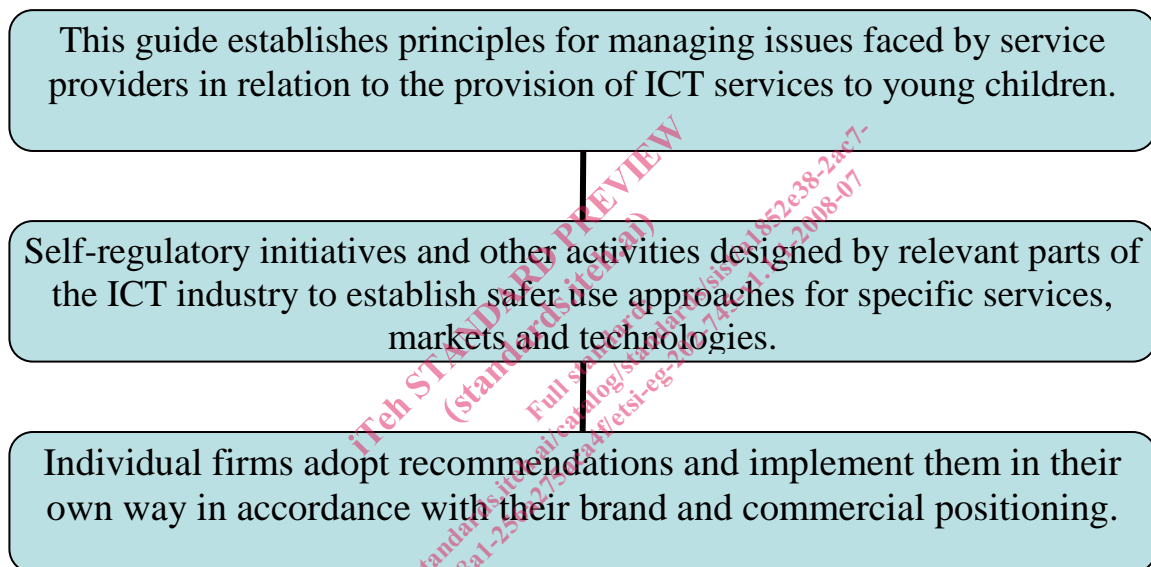 This guide establishes principles for managing issues faced by service
providers in relation to the provision of ICT services to young children.
Self-regulatory initiatives and other activities designed by relevant parts of
the ICT industry to establish safer use approaches for specific services,
markets and technologies.
Individual firms adopt recommendations and implement them in their
own way in accordance with their brand and commercial positioning.
iTeh STANDARD PREVIEW
(standards.iteh.ai)
Full standard: